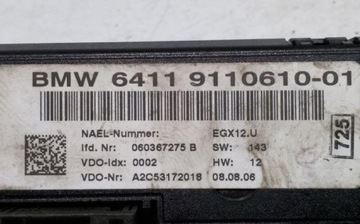 BMW 6411 9110610-01
NAEL-Nummer: EGX12.U
lfd. Nr: 060367275 B SW: 143
VDO-Idx: 0002 HW: 12
VDO-Nr: A2C53172018 08.08.06
725